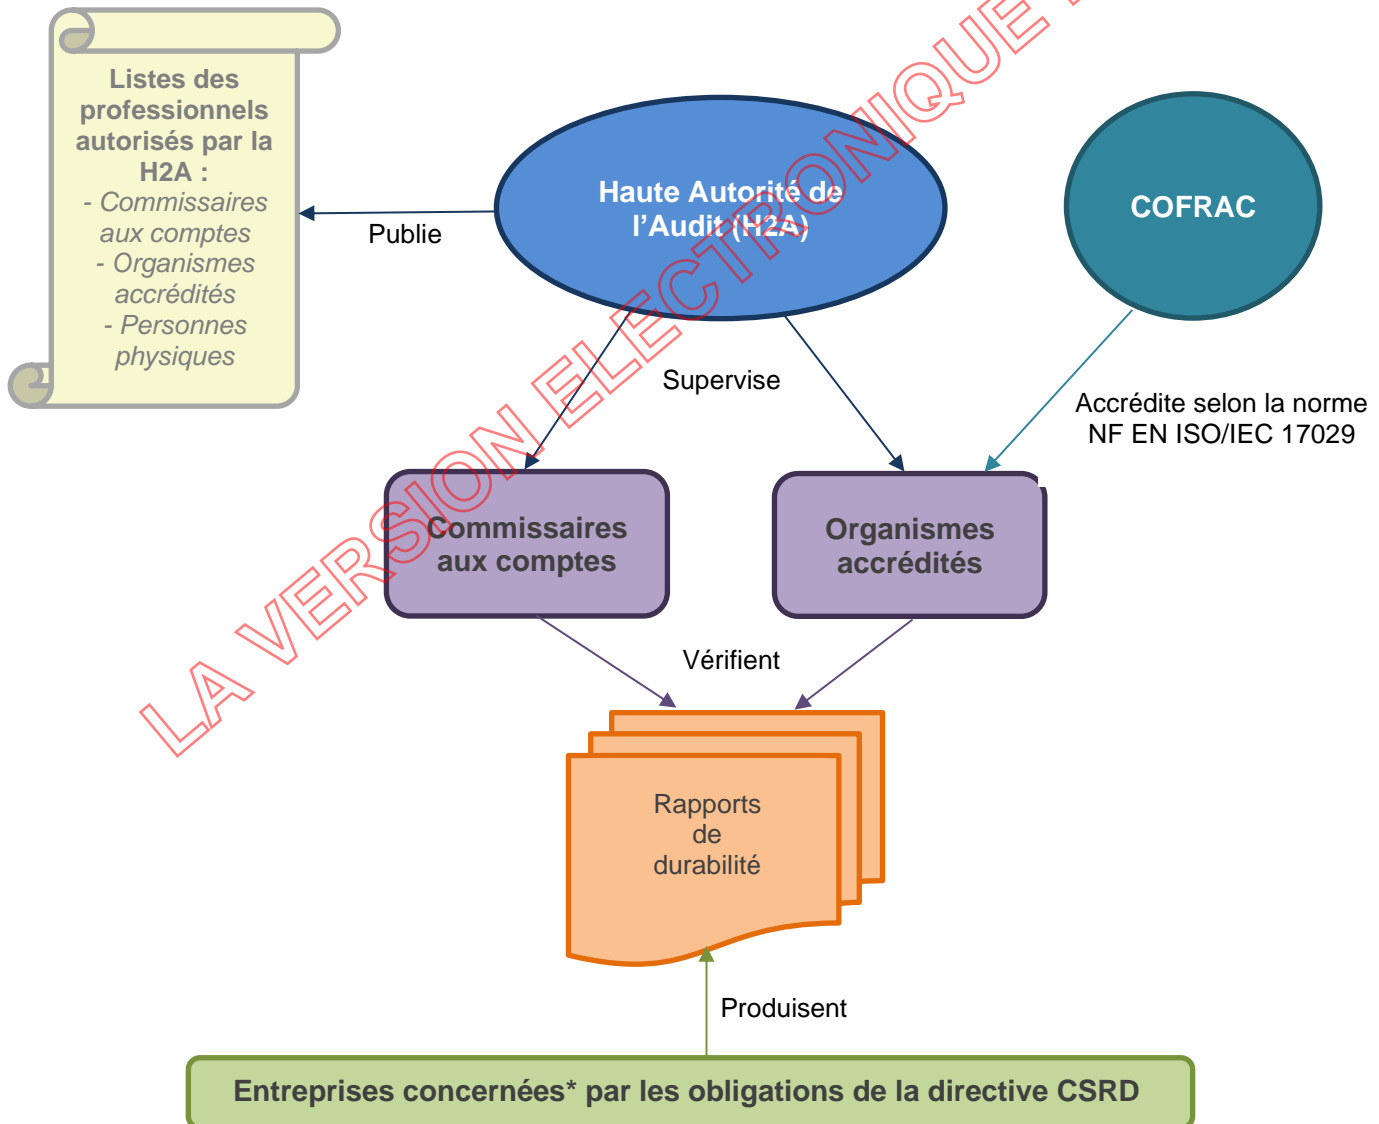 Listes des
professionnels
autorisés par la
H2A :
- Commissaires
aux comptes
- Organismes
accrédités
- Personnes
physiques
Publie
Haute Autorité de
l’Audit (H2A)
COFRAC
Supervise
Accrédite selon la norme
NF EN ISO/IEC 17029
Commissaires
aux comptes
Organismes
accrédités
Vérifient
Rapports
de
durabilité
Produisent
Entreprises concernées* par les obligations de la directive CSRD
LA VERSION ELECTRONIQUE